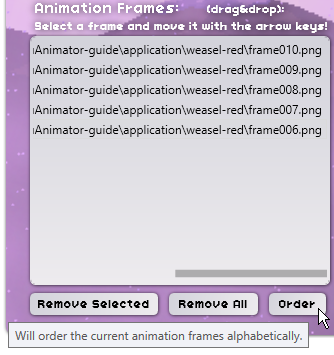 Animation Frames: (drag&drop):
Select a frame and move it with the arrow keys!
Animator-guide\application\weasel-red\frame010.png
Animator-guide\application\weasel-red\frame009.png
Animator-guide\application\weasel-red\frame008.png
Animator-guide\application\weasel-red\frame007.png
Animator-guide\application\weasel-red\frame006.png
Remove Selected Remove All Order
Will order the current animation frames alphabetically.